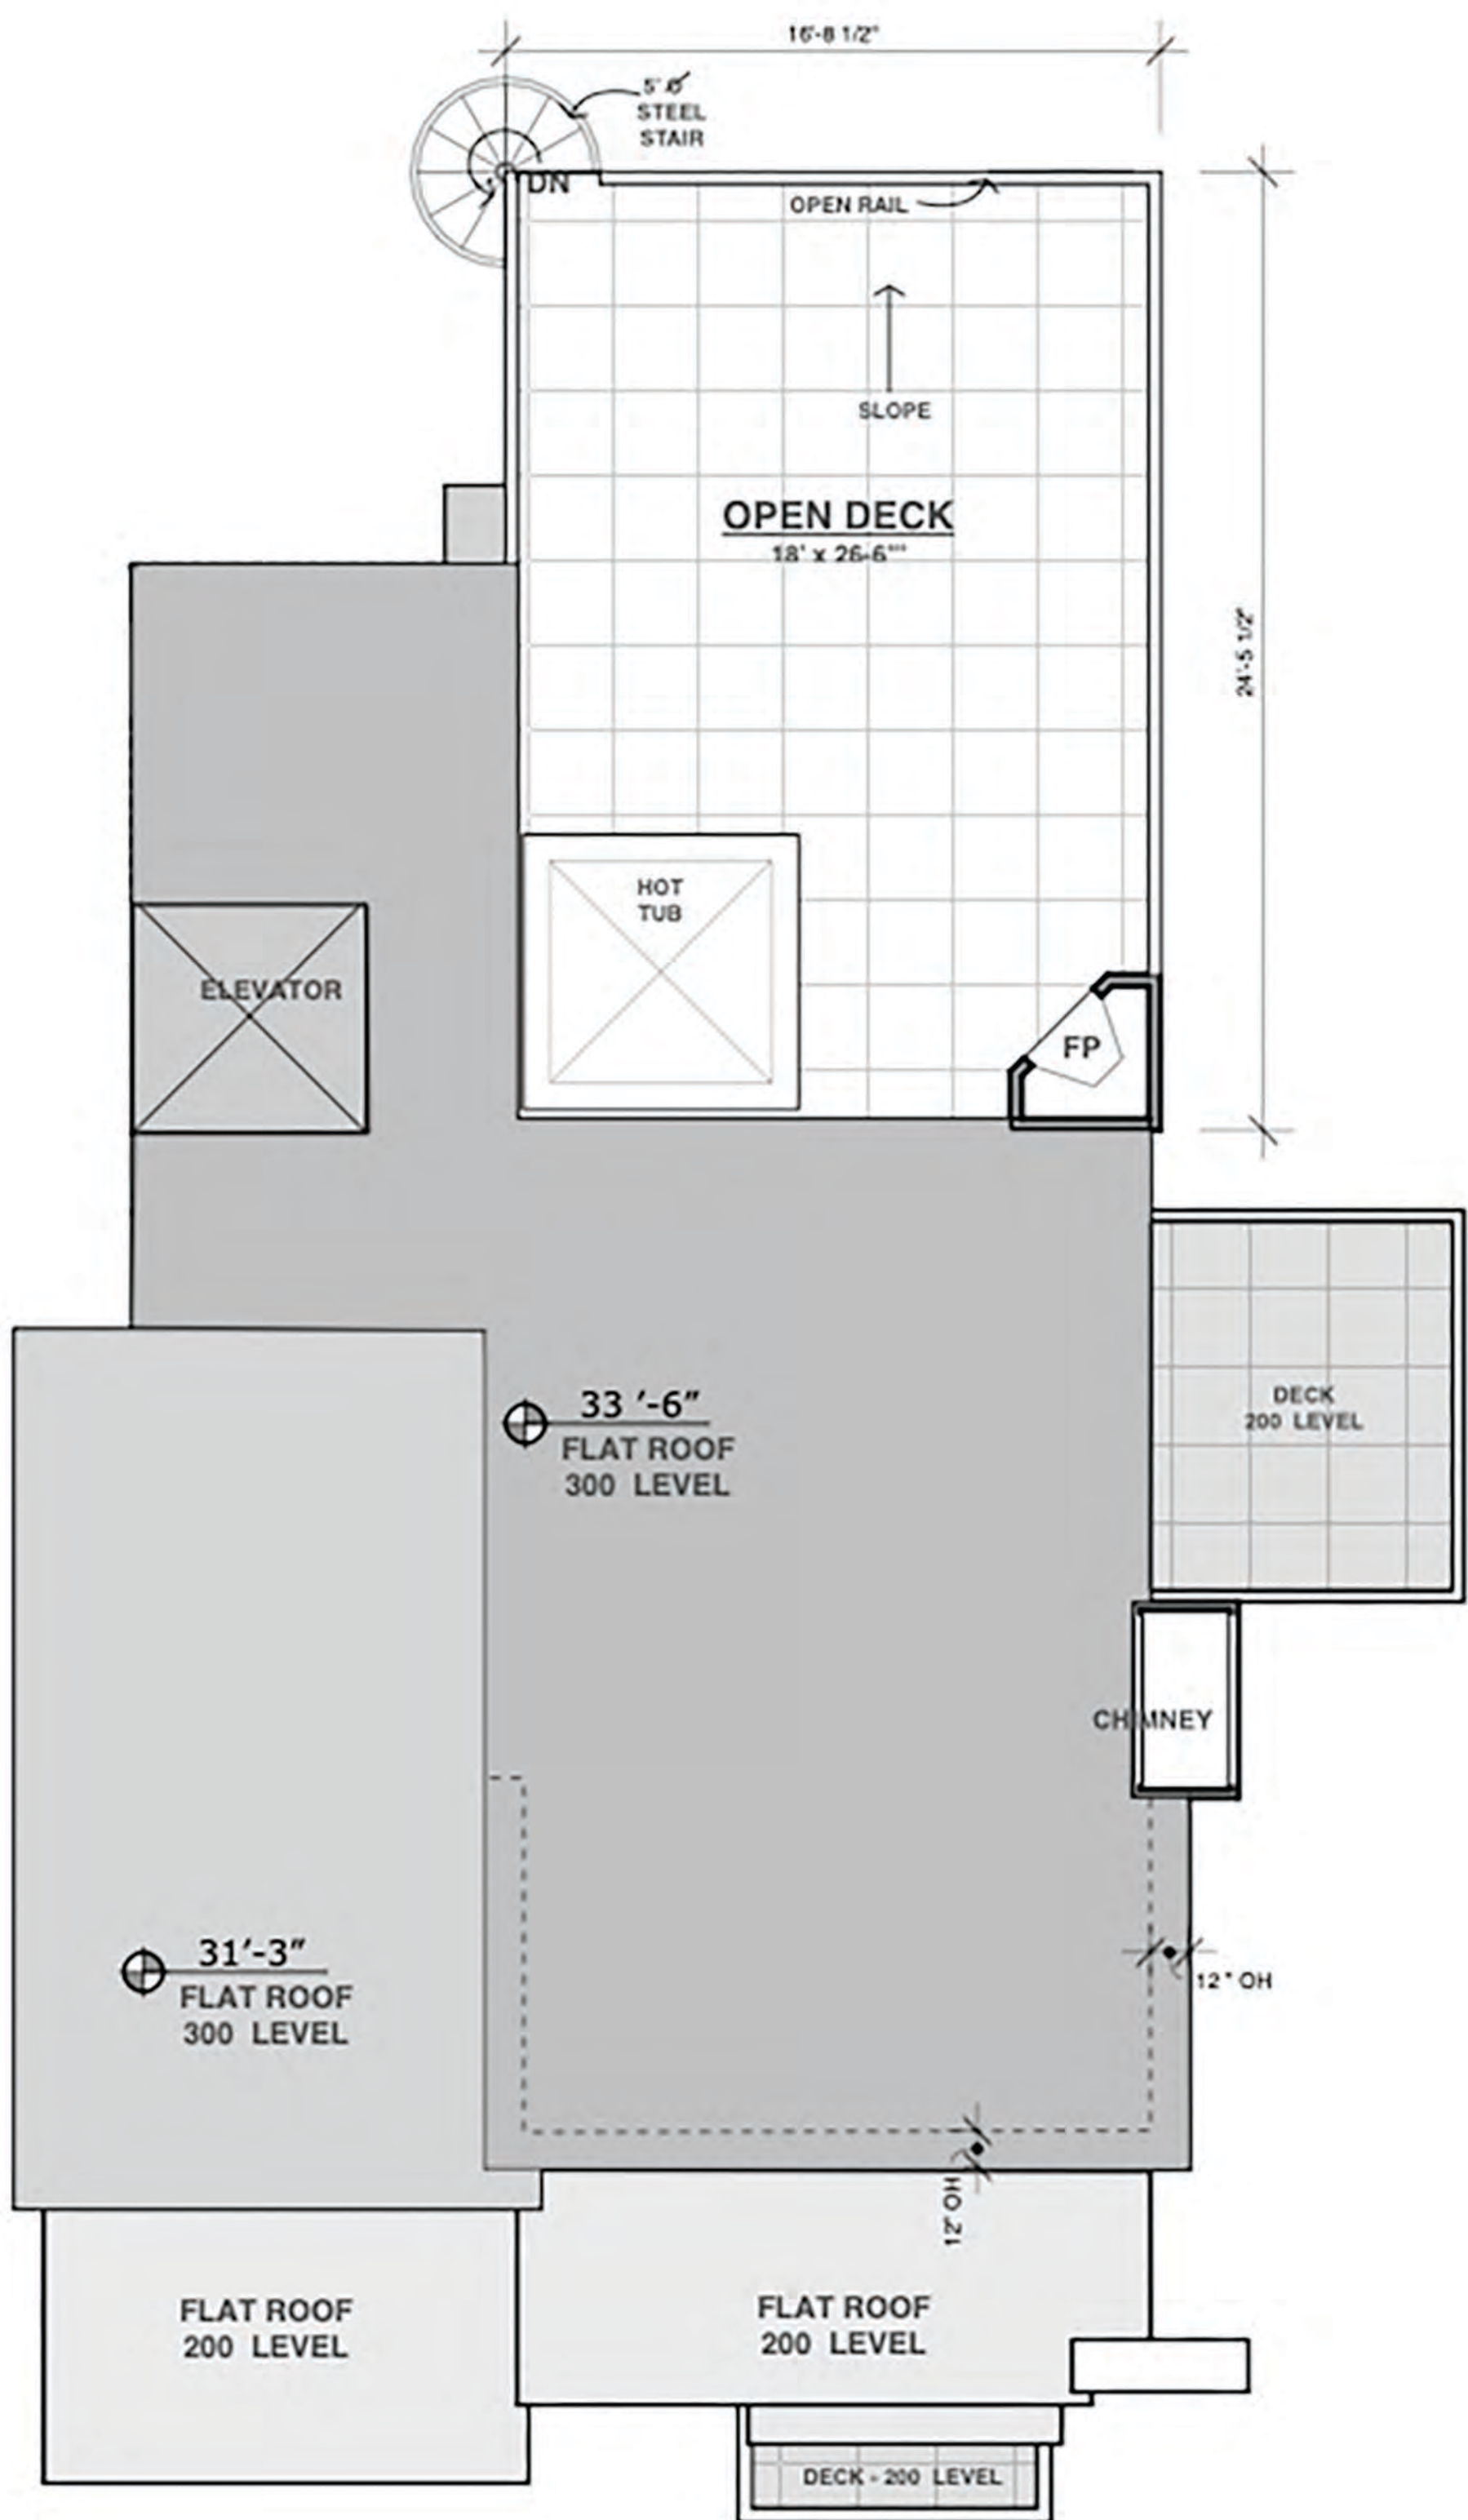 16'-8 1/2"
5' Ø
STEEL
STAIR
DN
OPEN RAIL
SLOPE
OPEN DECK
18' x 26-6"'"
24'-5 1/2"
HOT
TUB
ELEVATOR
FP
33 '-6"
FLAT ROOF
300 LEVEL
DECK
200 LEVEL
CHIMNEY
31'-3"
FLAT ROOF
300 LEVEL
12" OH
12" OH
FLAT ROOF
200 LEVEL
FLAT ROOF
200 LEVEL
DECK - 200 LEVEL